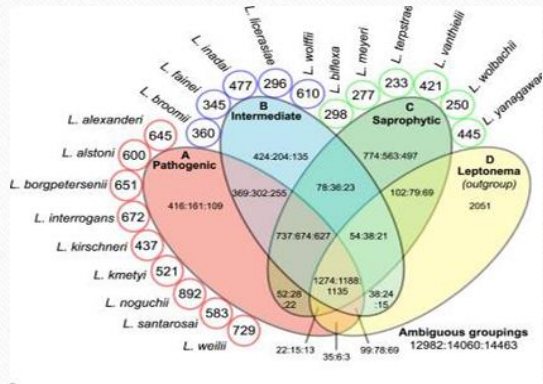 L. alexanderi
L. alstoni
L. borgpetersenii
L. interrogans
L. kirschneri
L. kmetyi
L. noguchii
L. santarosai
L. weilii
645
600
651
672
437
521
892
583
729
L. broomii
L. fainei
L. inadai
L. licerasiae
L. wolffii
360
345
477
296
610
L. biflexa
L. meyeri
L. terpstrae
L. vanthielii
L. wolbachii
L. yanagawae
298
277
233
421
250
445
A
Pathogenic
B
Intermediate
C
Saprophytic
D
Leptonema
(outgroup)
424:204:135
774:563:497
369:302:255
78:36:23
102:79:69
416:161:109
2051
737:674:627
54:38:21
1274:1188:
1135
52:28
:22
38:24
:15
22:15:13
35:6:3
99:78:69
Ambiguous groupings
12982:14060:14463